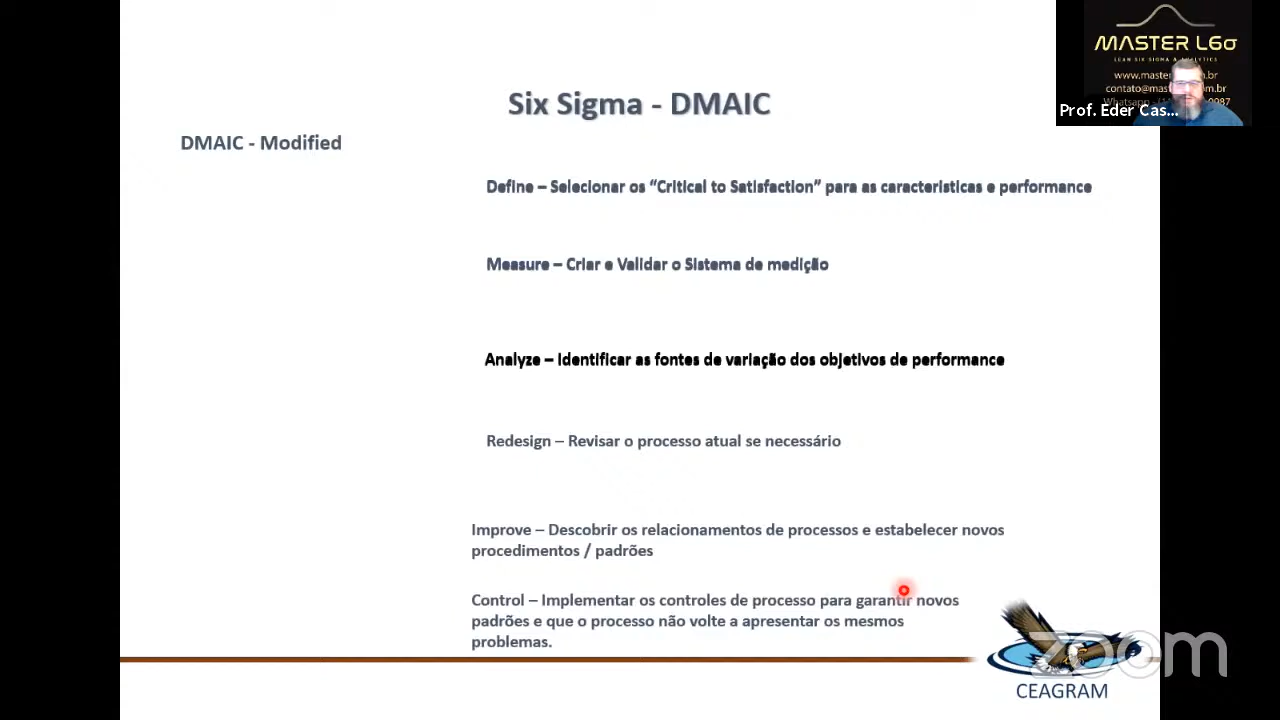 MASTER L6σ
LEAN SIX SIGMA & ANALYTICS
www.master
contato@mas
Prof. Eder Cas...
Six Sigma - DMAIC
DMAIC - Modified
Define – Selecionar os “Critical to Satisfaction” para as caracteristicas e performance
Measure – Criar e Validar o Sistema de medição
Analyze – Identificar as fontes de variação dos objetivos de performance
Redesign – Revisar o processo atual se necessário
Improve – Descobrir os relacionamentos de processos e estabelecer novos
procedimentos / padrões
Control – Implementar os controles de processo para garantir novos
padrões e que o processo não volte a apresentar os mesmos
problemas.
zoom
CEAGRAM